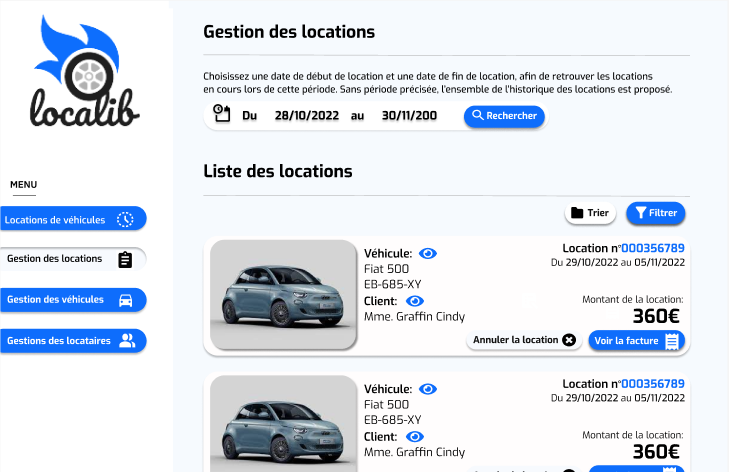 localib
MENU
Locations de véhicules
Gestion des locations
Gestion des véhicules
Gestions des locataires
Gestion des locations
Choisissez une date de début de location et une date de fin de location, afin de retrouver les locations
en cours lors de cette période. Sans période précisée, l'ensemble de l'historique des locations est proposé.
Du 28/10/2022 au 30/11/200 Rechercher
Liste des locations
Trier Filtrer
Véhicule:
Fiat 500
EB-685-XY
Client:
Mme. Graffin Cindy
Location n°000356789
Du 29/10/2022 au 05/11/2022
Montant de la location:
360€
Annuler la location Voir la facture
Véhicule:
Fiat 500
EB-685-XY
Client:
Mme. Graffin Cindy
Location n°000356789
Du 29/10/2022 au 05/11/2022
Montant de la location:
360€